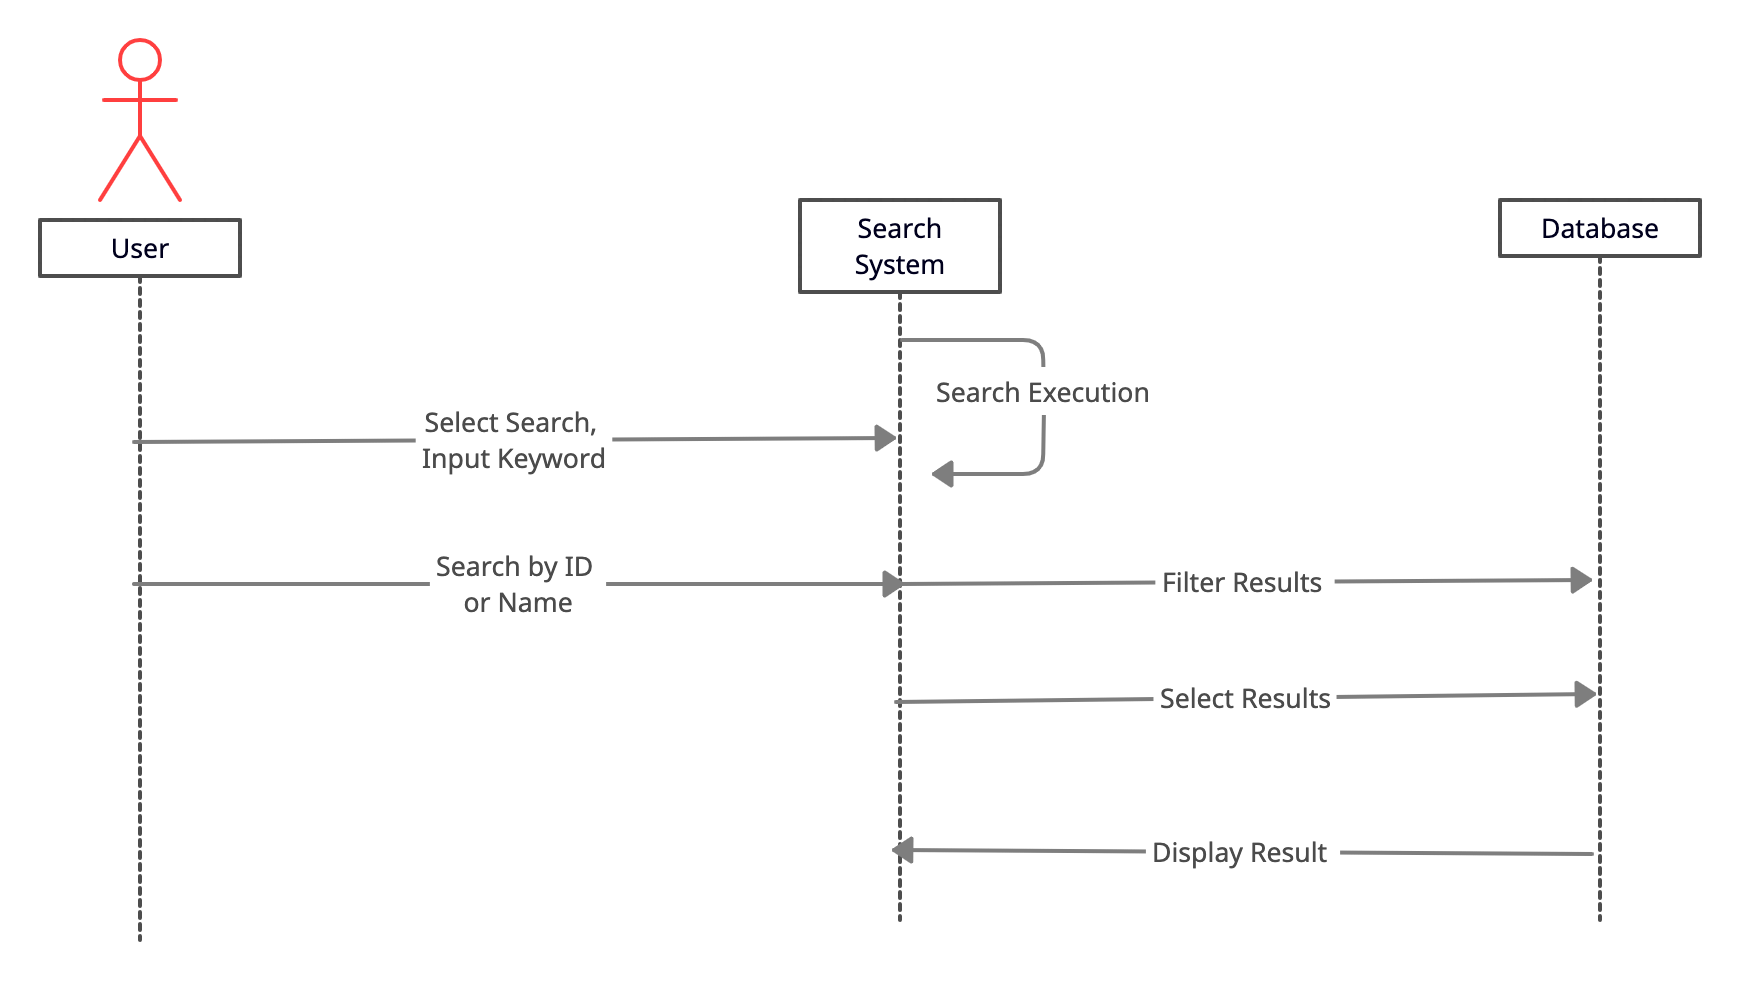 User
Search
System
Database
Search Execution
Select Search,
Input Keyword
Search by ID
or Name
Filter Results
Select Results
Display Result